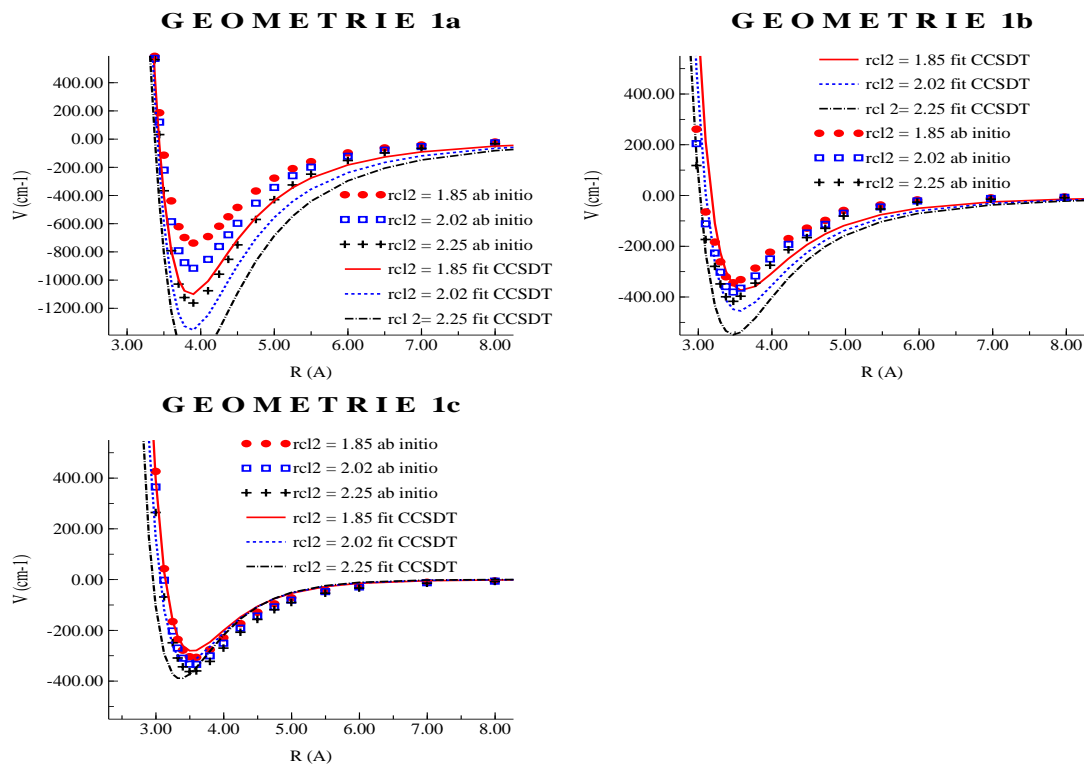 G E O M E T R I E 1a
400.00
200.00
0.00
-200.00
-400.00
-600.00
-800.00
-1000.00
-1200.00
V (cm-1)
rcl2 = 1.85 ab initio
rcl2 = 2.02 ab initio
rcl2 = 2.25 ab initio
rcl2 = 1.85 fit CCSDT
rcl2 = 2.02 fit CCSDT
rcl 2= 2.25 fit CCSDT
3.00 4.00 5.00 6.00 7.00 8.00
R (A)
G E O M E T R I E 1b
400.00
200.00
0.00
-200.00
-400.00
V (cm-1)
rcl2 = 1.85 fit CCSDT
rcl2 = 2.02 fit CCSDT
rcl 2= 2.25 fit CCSDT
rcl2 = 1.85 ab initio
rcl2 = 2.02 ab initio
rcl2 = 2.25 ab initio
3.00 4.00 5.00 6.00 7.00 8.00
R (A)
G E O M E T R I E 1c
400.00
200.00
0.00
-200.00
-400.00
V (cm-1)
rcl2 = 1.85 ab initio
rcl2 = 2.02 ab initio
rcl2 = 2.25 ab initio
rcl2 = 1.85 fit CCSDT
rcl2 = 2.02 fit CCSDT
rcl2 = 2.25 fit CCSDT
3.00 4.00 5.00 6.00 7.00 8.00
R (A)